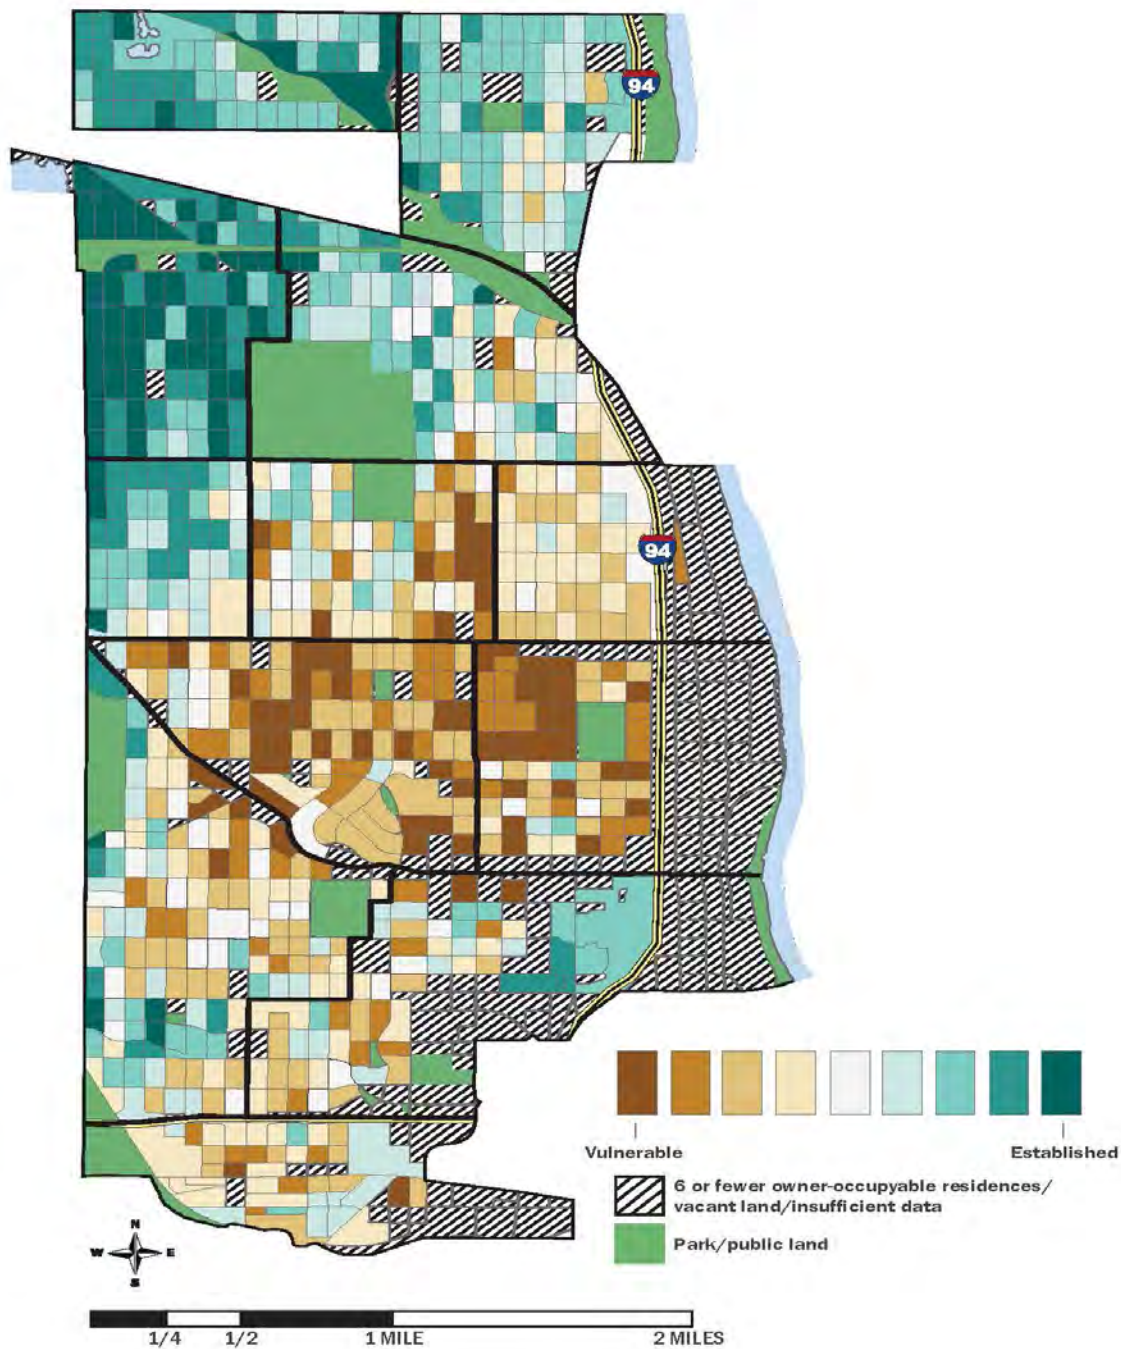 94
94
Vulnerable
Established
6 or fewer owner-occupyable residences/
vacant land/insufficient data
Park/public land
N
W E
S
1/4 1/2 1 MILE 2 MILES